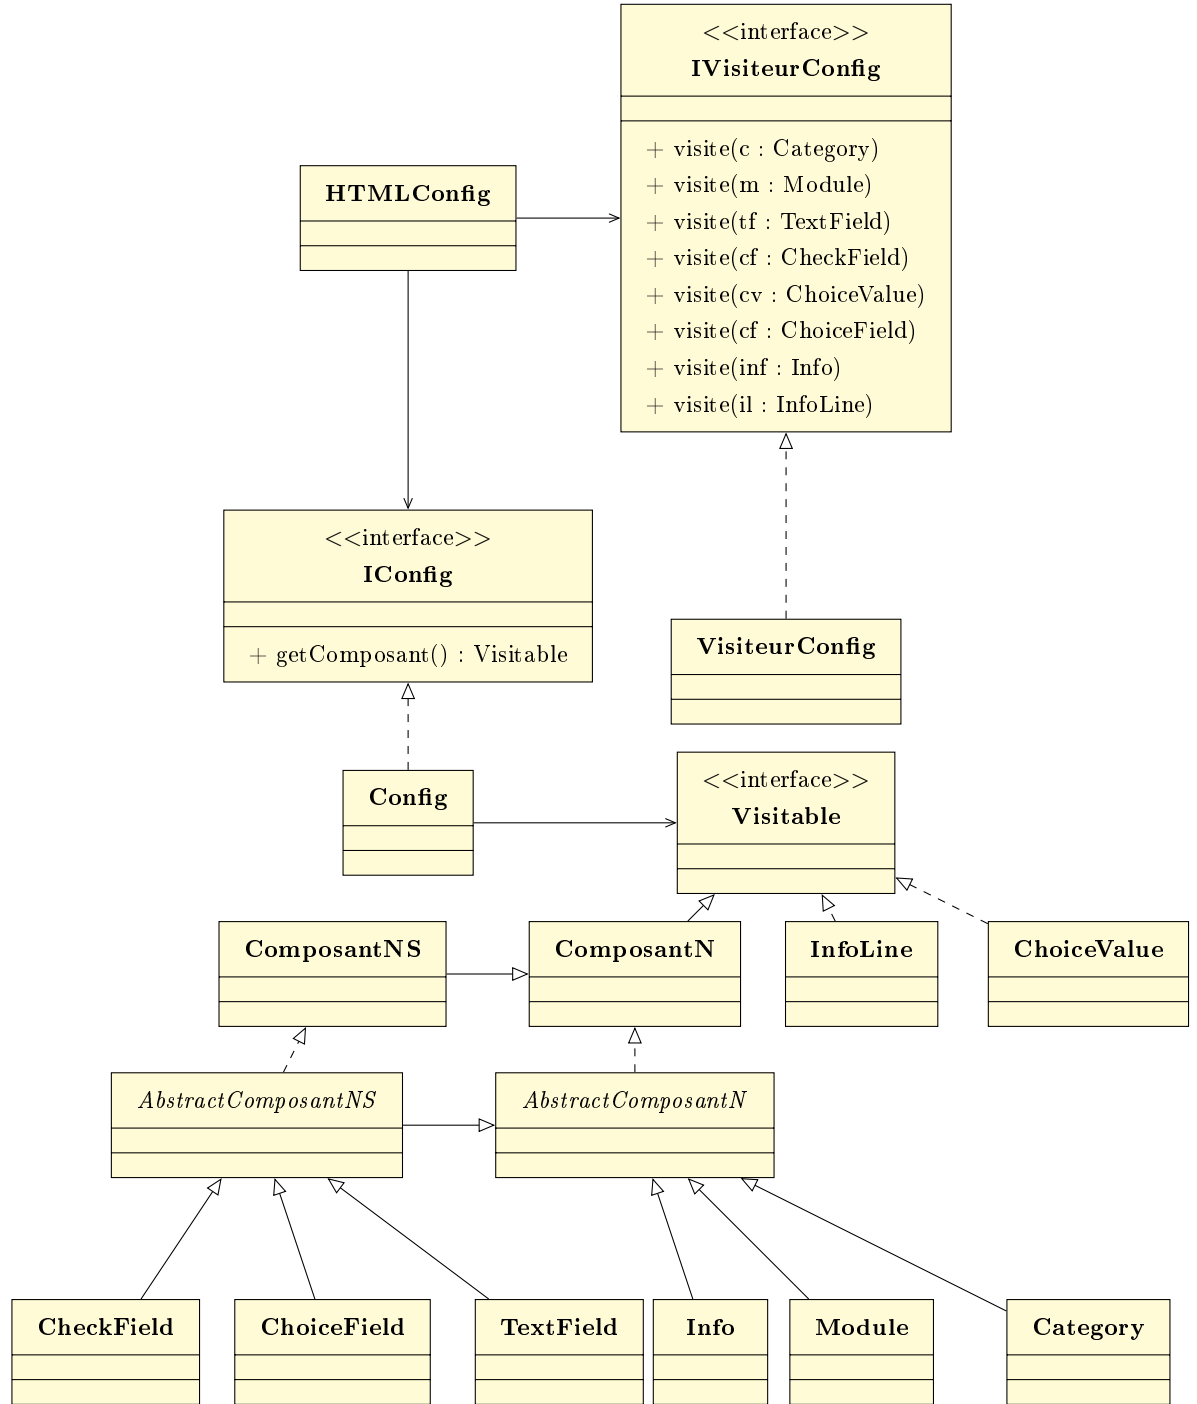 <<interface>>
IVisiteurConfig
+ visite(c : Category)
+ visite(m : Module)
+ visite(tf : TextField)
+ visite(cf : CheckField)
+ visite(cv : ChoiceValue)
+ visite(cf : ChoiceField)
+ visite(inf : Info)
+ visite(il : InfoLine)
HTMLConfig
<<interface>>
IConfig
+ getComposant() : Visitable
VisiteurConfig
Config
<<interface>>
Visitable
ComposantNS
ComposantN
InfoLine
ChoiceValue
AbstractComposantNS
AbstractComposantN
CheckField
ChoiceField
TextField
Info
Module
Category